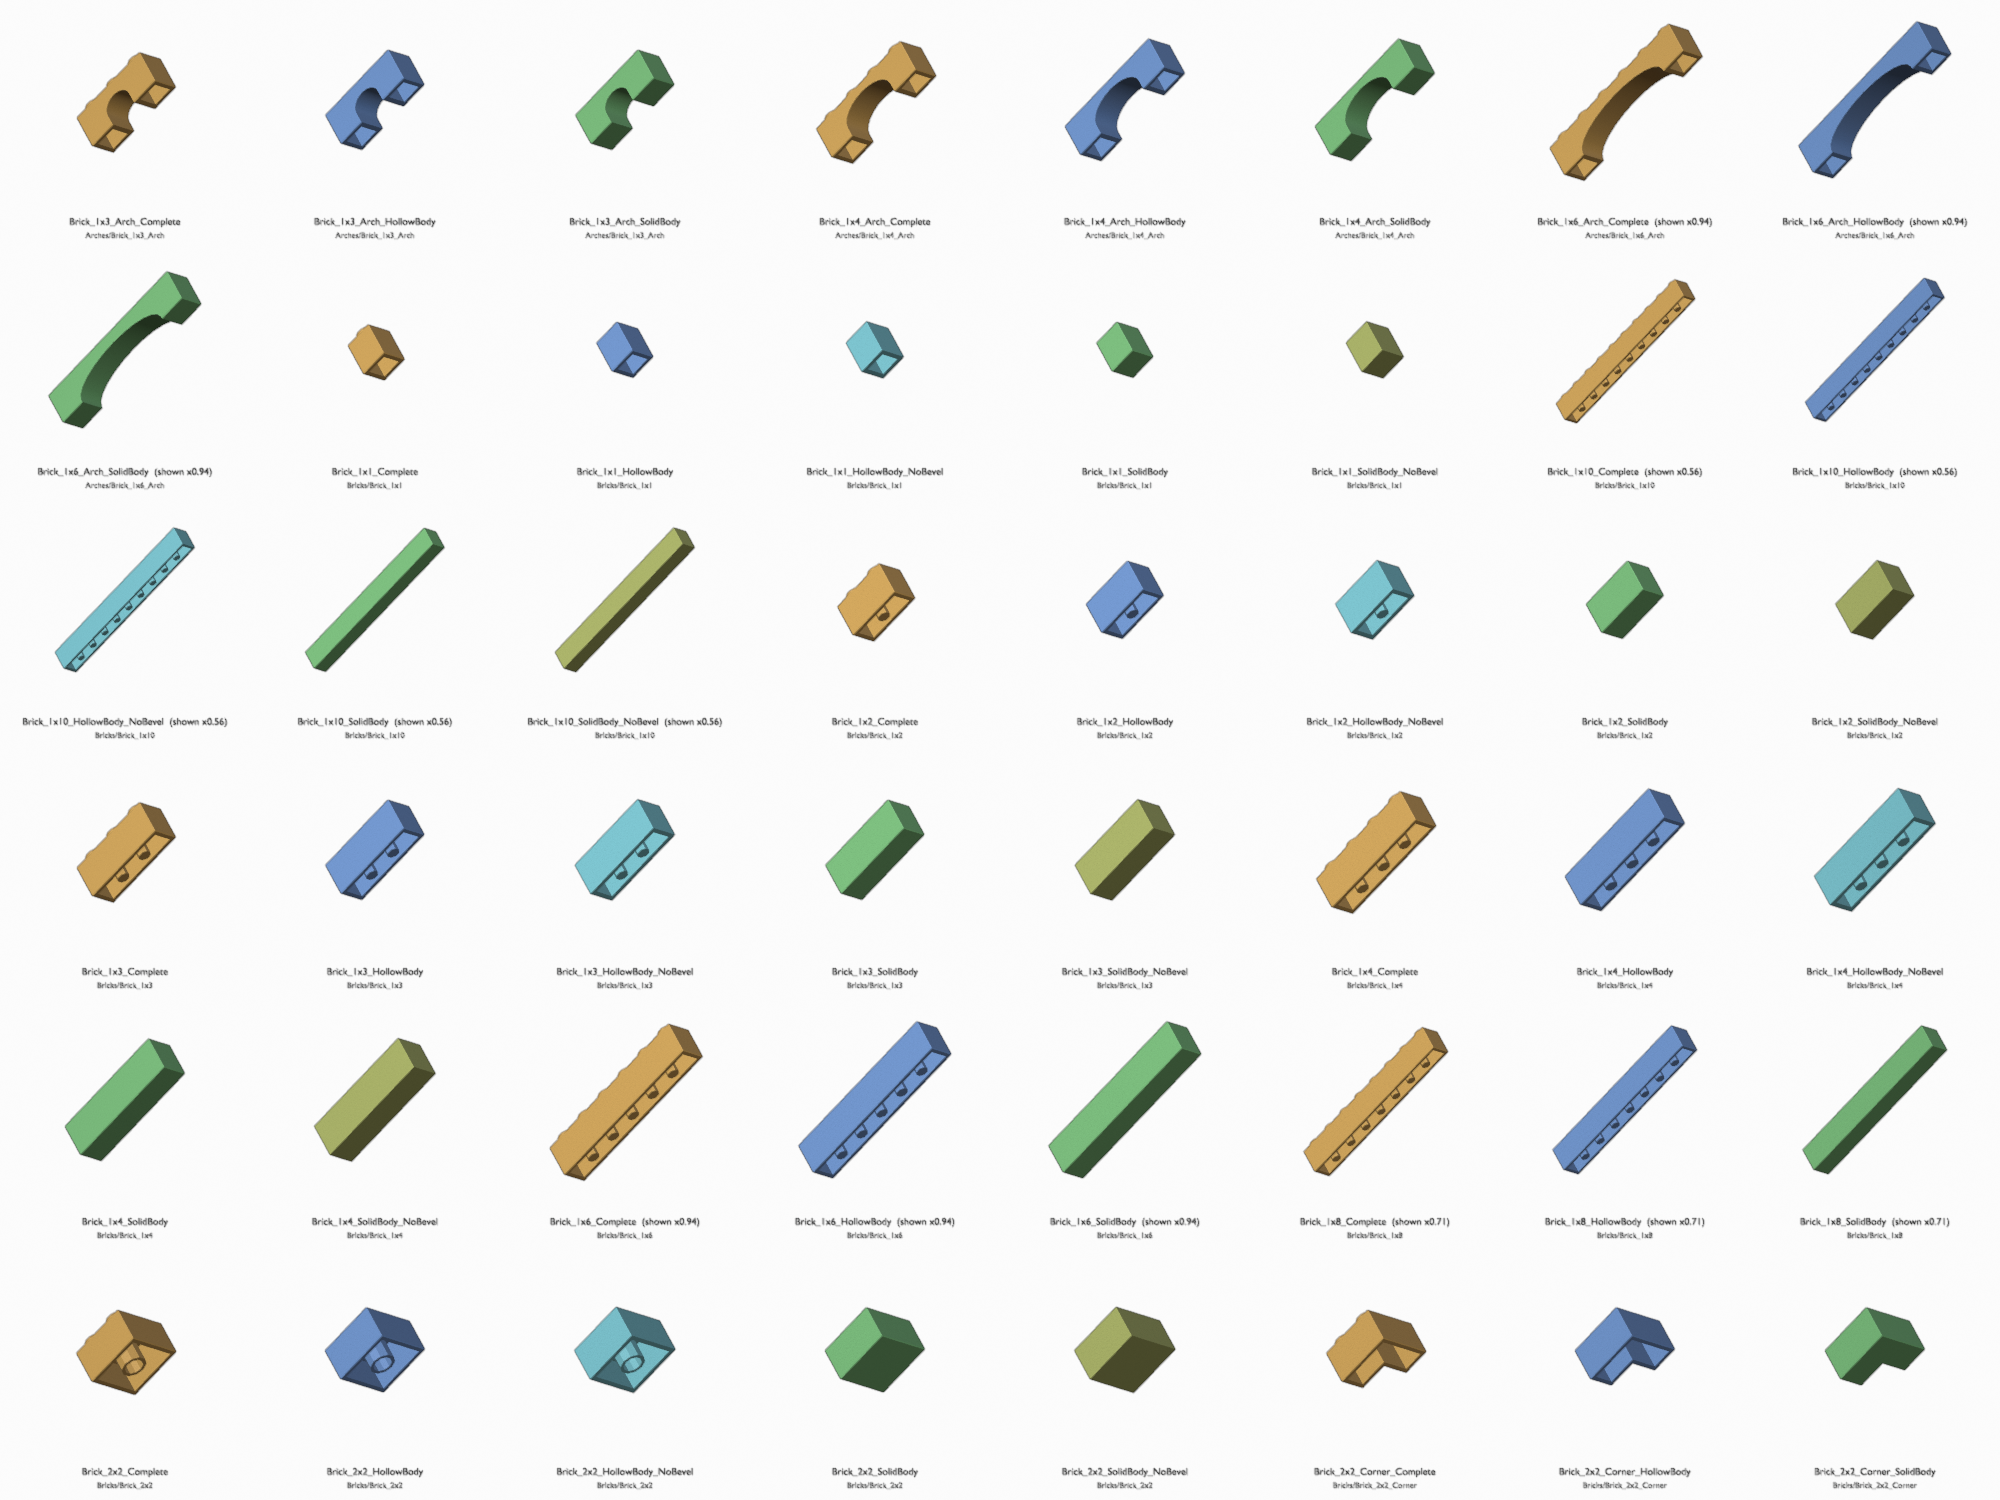 Brick_1x3_Arch_Complete
Arches/Brick_1x3_Arch
Brick_1x3_Arch_HollowBody
Arches/Brick_1x3_Arch
Brick_1x3_Arch_SolidBody
Arches/Brick_1x3_Arch
Brick_1x4_Arch_Complete
Arches/Brick_1x4_Arch
Brick_1x4_Arch_HollowBody
Arches/Brick_1x4_Arch
Brick_1x4_Arch_SolidBody
Arches/Brick_1x4_Arch
Brick_1x6_Arch_Complete (shown x0.94)
Arches/Brick_1x6_Arch
Brick_1x6_Arch_HollowBody (shown x0.94)
Arches/Brick_1x6_Arch
Brick_1x6_Arch_SolidBody (shown x0.94)
Arches/Brick_1x6_Arch
Brick_1x1_Complete
Bricks/Brick_1x1
Brick_1x1_HollowBody
Bricks/Brick_1x1
Brick_1x1_HollowBody_NoBevel
Bricks/Brick_1x1
Brick_1x1_SolidBody
Bricks/Brick_1x1
Brick_1x1_SolidBody_NoBevel
Bricks/Brick_1x1
Brick_1x10_Complete (shown x0.56)
Bricks/Brick_1x10
Brick_1x10_HollowBody (shown x0.56)
Bricks/Brick_1x10
Brick_1x10_HollowBody_NoBevel (shown x0.56)
Bricks/Brick_1x10
Brick_1x10_SolidBody (shown x0.56)
Bricks/Brick_1x10
Brick_1x10_SolidBody_NoBevel (shown x0.56)
Bricks/Brick_1x10
Brick_1x2_Complete
Bricks/Brick_1x2
Brick_1x2_HollowBody
Bricks/Brick_1x2
Brick_1x2_HollowBody_NoBevel
Bricks/Brick_1x2
Brick_1x2_SolidBody
Bricks/Brick_1x2
Brick_1x2_SolidBody_NoBevel
Bricks/Brick_1x2
Brick_1x3_Complete
Bricks/Brick_1x3
Brick_1x3_HollowBody
Bricks/Brick_1x3
Brick_1x3_HollowBody_NoBevel
Bricks/Brick_1x3
Brick_1x3_SolidBody
Bricks/Brick_1x3
Brick_1x3_SolidBody_NoBevel
Bricks/Brick_1x3
Brick_1x4_Complete
Bricks/Brick_1x4
Brick_1x4_HollowBody
Bricks/Brick_1x4
Brick_1x4_HollowBody_NoBevel
Bricks/Brick_1x4
Brick_1x4_SolidBody
Bricks/Brick_1x4
Brick_1x4_SolidBody_NoBevel
Bricks/Brick_1x4
Brick_1x6_Complete (shown x0.94)
Bricks/Brick_1x6
Brick_1x6_HollowBody (shown x0.94)
Bricks/Brick_1x6
Brick_1x6_SolidBody (shown x0.94)
Bricks/Brick_1x6
Brick_1x8_Complete (shown x0.71)
Bricks/Brick_1x8
Brick_1x8_HollowBody (shown x0.71)
Bricks/Brick_1x8
Brick_1x8_SolidBody (shown x0.71)
Bricks/Brick_1x8
Brick_2x2_Complete
Bricks/Brick_2x2
Brick_2x2_HollowBody
Bricks/Brick_2x2
Brick_2x2_HollowBody_NoBevel
Bricks/Brick_2x2
Brick_2x2_SolidBody
Bricks/Brick_2x2
Brick_2x2_SolidBody_NoBevel
Bricks/Brick_2x2
Brick_2x2_Corner_Complete
Bricks/Brick_2x2_Corner
Brick_2x2_Corner_HollowBody
Bricks/Brick_2x2_Corner
Brick_2x2_Corner_SolidBody
Bricks/Brick_2x2_Corner